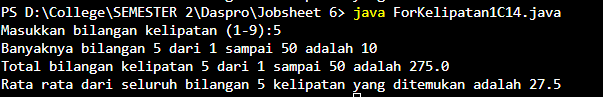 PS D:\College\SEMESTER 2\Daspro\Jobsheet 6> java ForKelipatan1C14.java
Masukkan bilangan kelipatan (1-9):5
Banyaknya bilangan 5 dari 1 sampai 50 adalah 10
Total bilangan kelipatan 5 dari 1 sampai 50 adalah 275.0
Rata rata dari seluruh bilangan 5 kelipatan yang ditemukan adalah 27.5